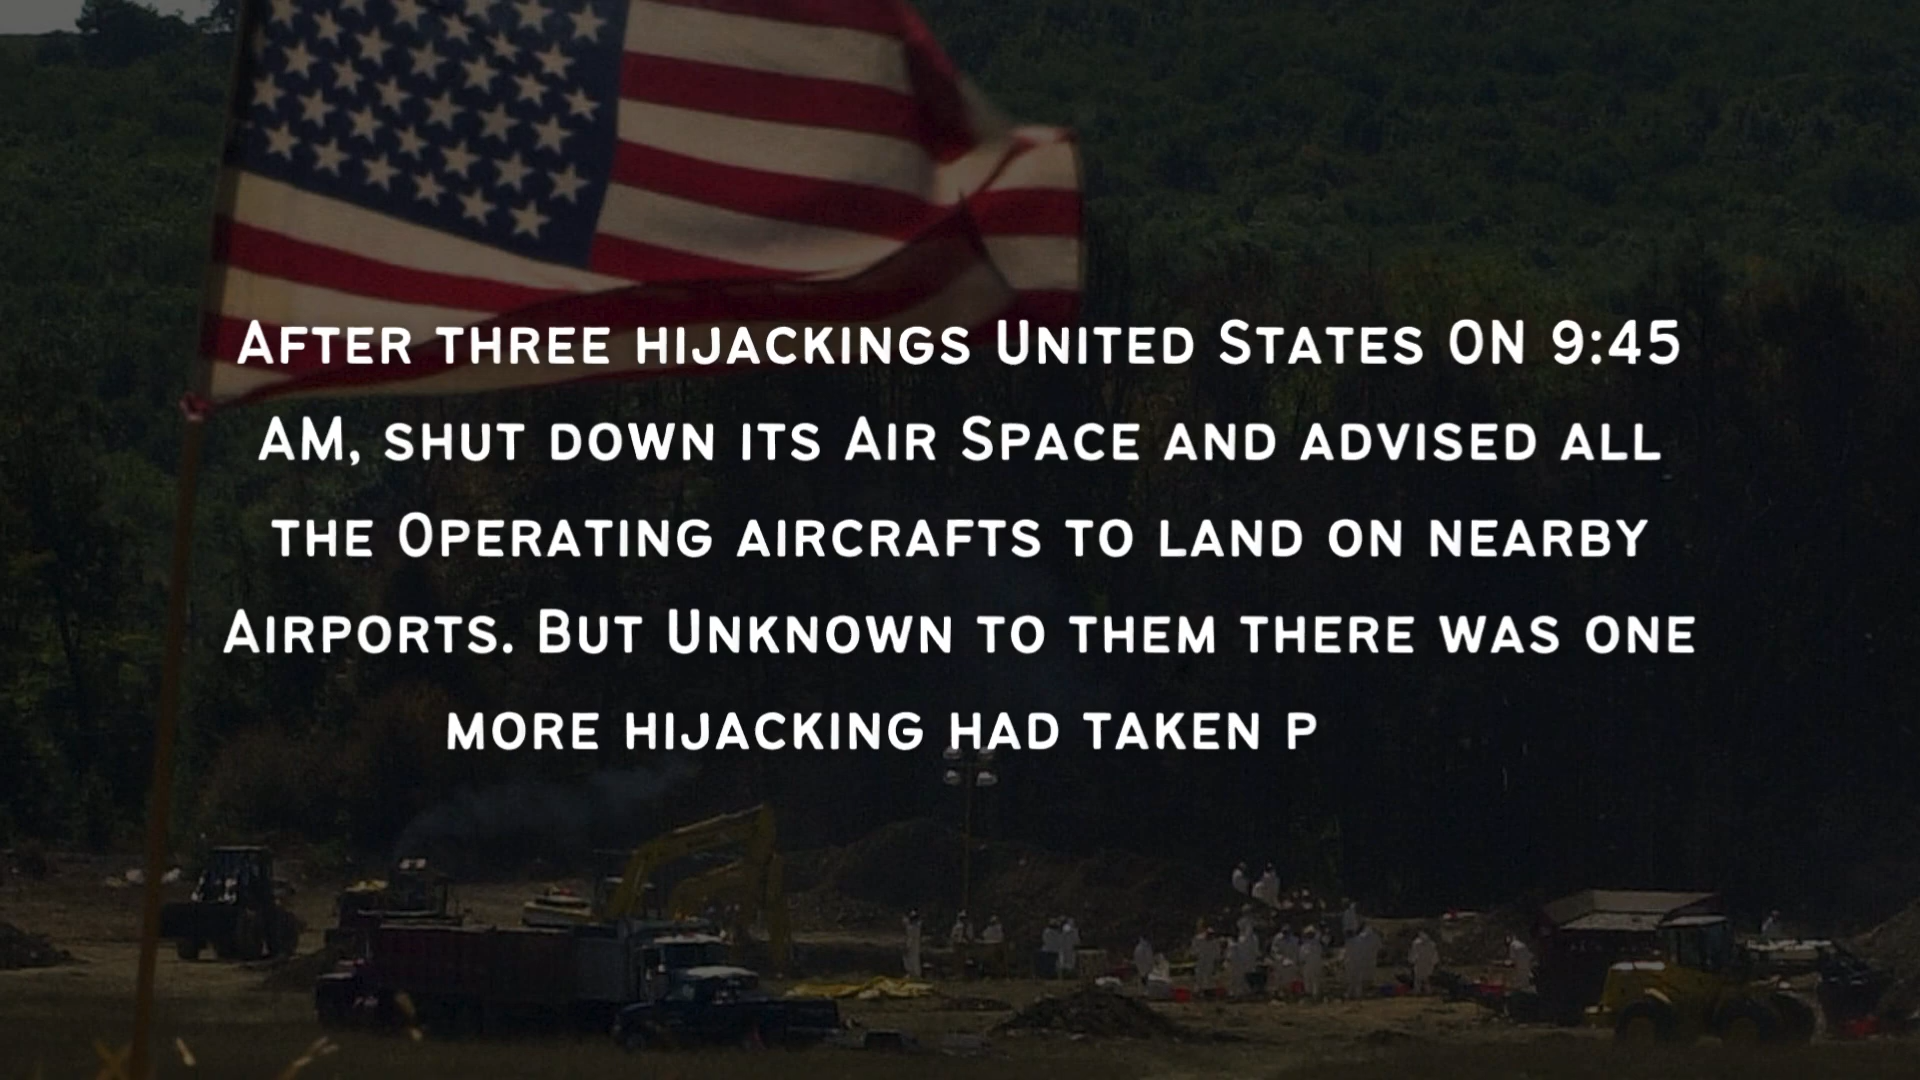 After three hijackings United States on 9:45
AM, shut down its Air Space and advised all
the Operating aircrafts to land on nearby
Airports. But Unknown to them there was one
more hijacking had taken p